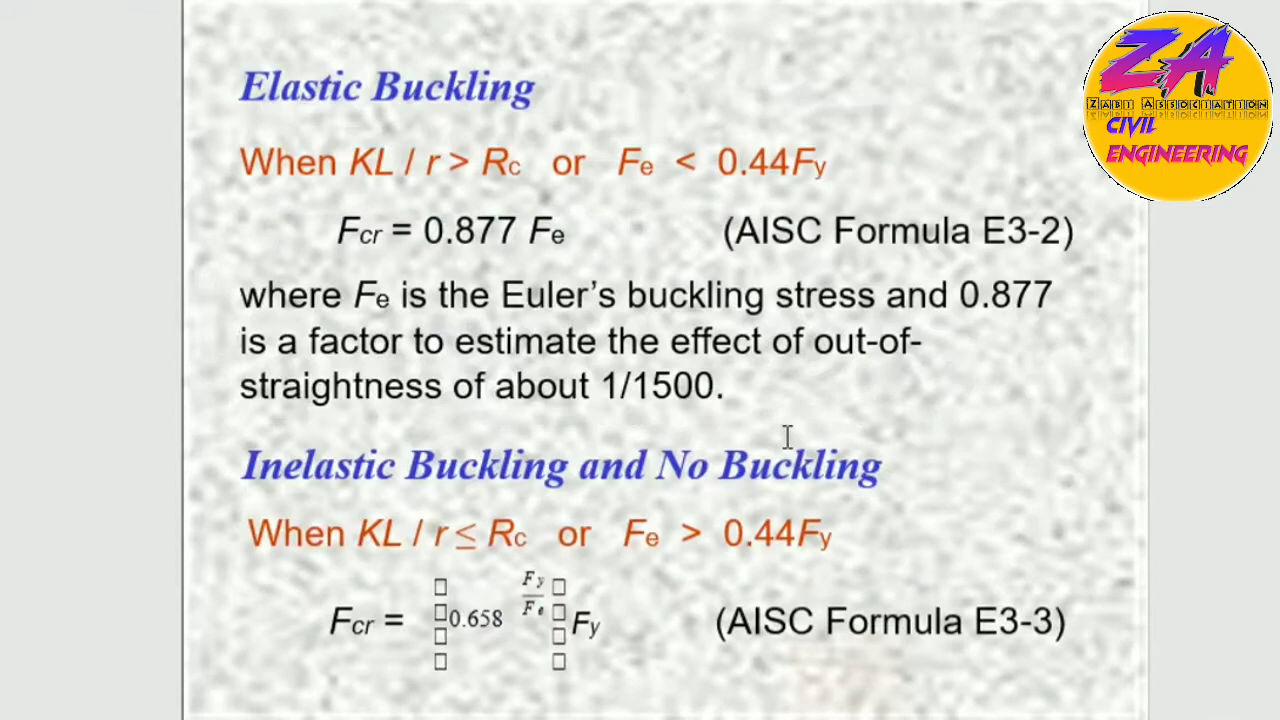 Elastic Buckling
When KL / r > Rc or Fe < 0.44Fy
Fcr = 0.877 Fe (AISC Formula E3-2)
where Fe is the Euler’s buckling stress and 0.877
is a factor to estimate the effect of out-of-
straightness of about 1/1500.
Inelastic Buckling and No Buckling
When KL / r ≤ Rc or Fe > 0.44Fy
Fcr = [0.658 Fy/Fe] Fy (AISC Formula E3-3)
ZA
ZABI ASSOCIATION
CIVIL
ENGINEERING